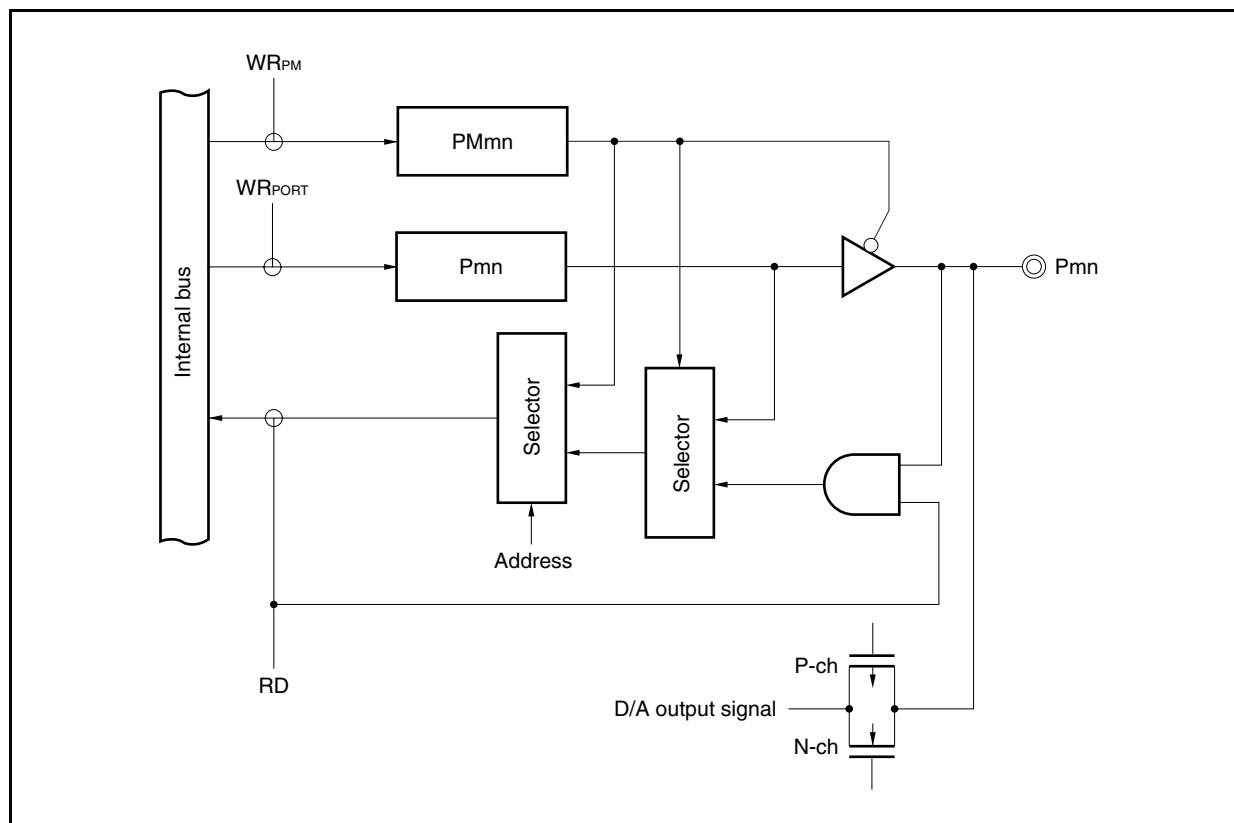 WRPM
PMmn
WRPORT
Pmn
Pmn
Internal bus
Selector
Selector
Address
RD
P-ch
D/A output signal
N-ch